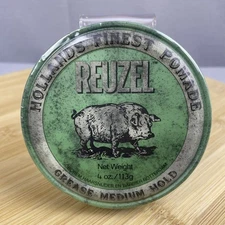 HOLLANDS FINEST POMADE
REUZEL
Net Weight
4 oz./113g
GREASE MEDIUM HOLD